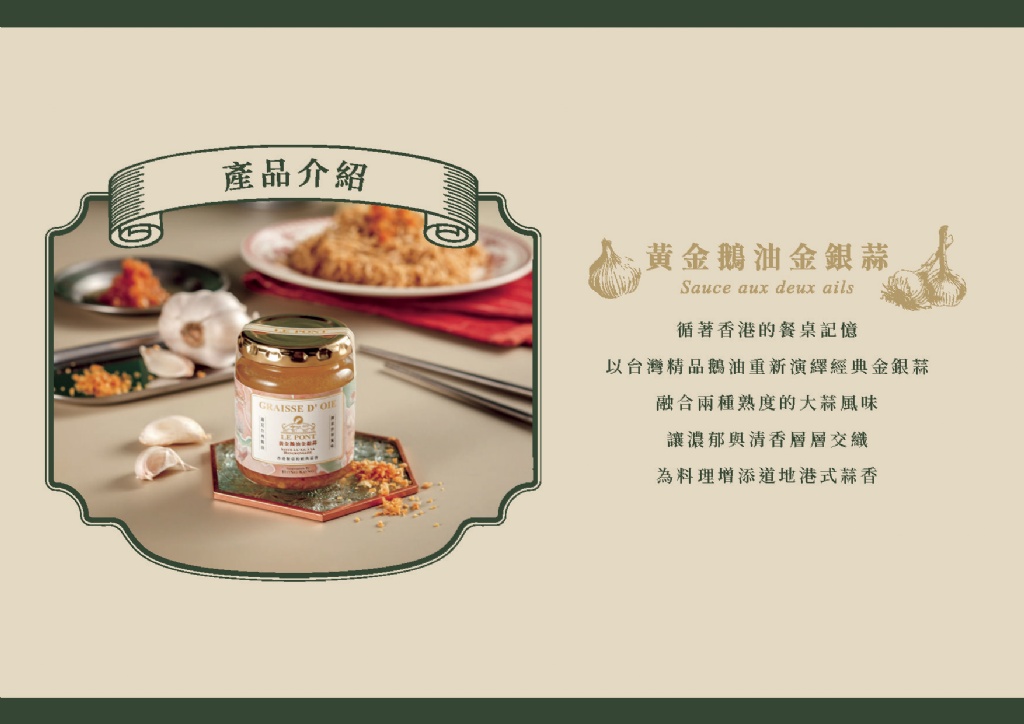 產品介紹
黃金鵝油金銀蒜
Sauce aux deux ails
循著香港的餐桌記憶
以台灣精品鵝油重新演繹經典金銀蒜
融合兩種熟度的大蒜風味
讓濃郁與清香層層交織
為料理增添道地港式蒜香
LE PONT
GRAISSE D' OIE
LE PONT
黃金鵝油金銀蒜